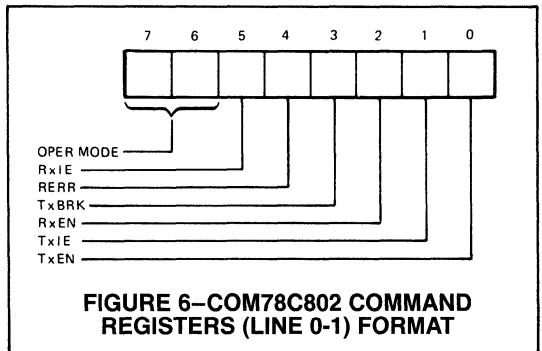 7 6 5 4 3 2 1 0
OPER MODE
RxIE
RERR
TxBRK
RxEN
TxIE
TxEN
FIGURE 6–COM78C802 COMMAND
REGISTERS (LINE 0-1) FORMAT